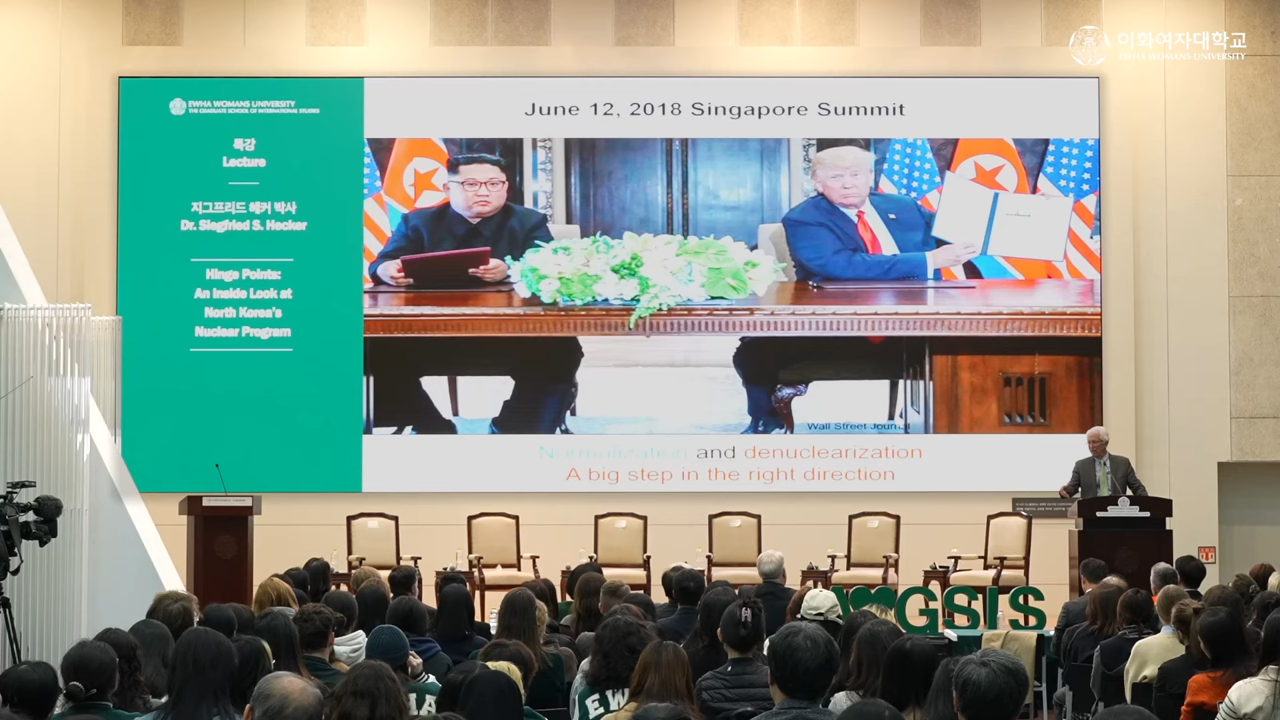 이화여자대학교
EWHA WOMANS UNIVERSITY
EWHA WOMANS UNIVERSITY
THE GRADUATE SCHOOL OF INTERNATIONAL STUDIES
특강
Lecture
지그프리드 헤커 박사
Dr. Siegfried S. Hecker
Hinge Points:
An Inside Look at
North Korea's
Nuclear Program
June 12, 2018 Singapore Summit
Wall Street Journal
Normalization and denuclearization
A big step in the right direction
GSIS
EW